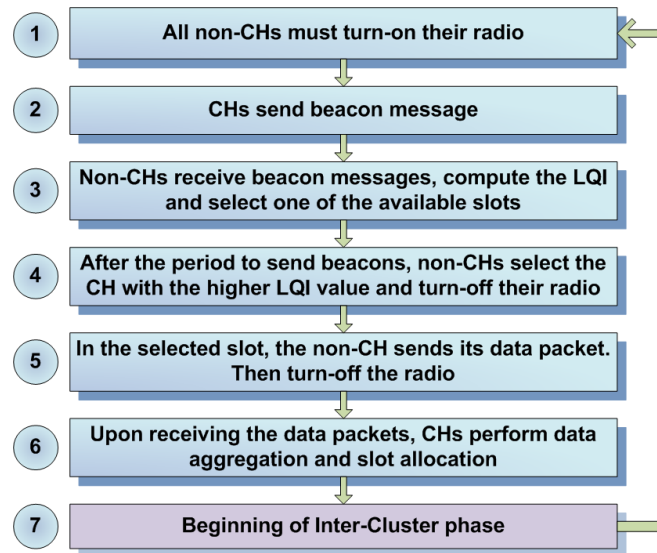 1
All non-CHs must turn-on their radio
2
CHs send beacon message
3
Non-CHs receive beacon messages, compute the LQI
and select one of the available slots
4
After the period to send beacons, non-CHs select the
CH with the higher LQI value and turn-off their radio
5
In the selected slot, the non-CH sends its data packet.
Then turn-off the radio
6
Upon receiving the data packets, CHs perform data
aggregation and slot allocation
7
Beginning of Inter-Cluster phase